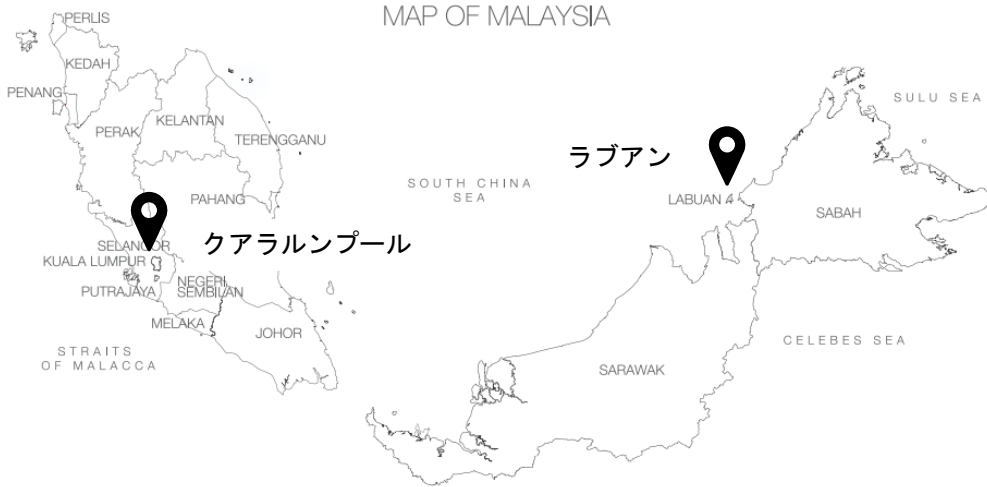 MAP OF MALAYSIA
PERLIS
KEDAH
PENANG
PERAK
KELANTAN
TERENGGANU
PAHANG
SELANGOR
KUALA LUMPUR
クアラルンプール
PUTRAJAYA
NEGERI
SEMBILAN
MELAKA
JOHOR
STRAITS
OF MALACCA
SOUTH CHINA
SEA
ラブアン
LABUAN
SABAH
SULU SEA
SARAWAK
CELEBES SEA